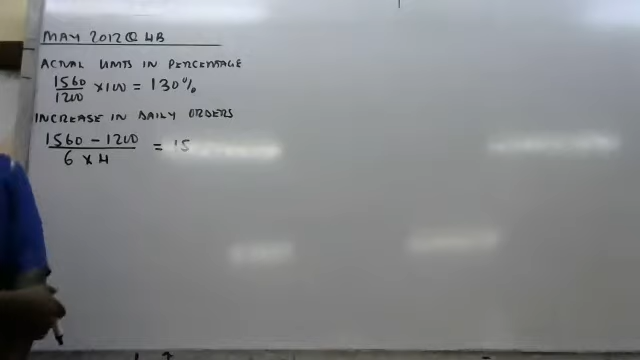 MAY 2012 Q 4B
ACTUAL UNITS IN PERCENTAGE
1560/1200 × 100 = 130%
INCREASE IN DAILY ORDERS
1560 - 1200 / 6 × 4 = 15